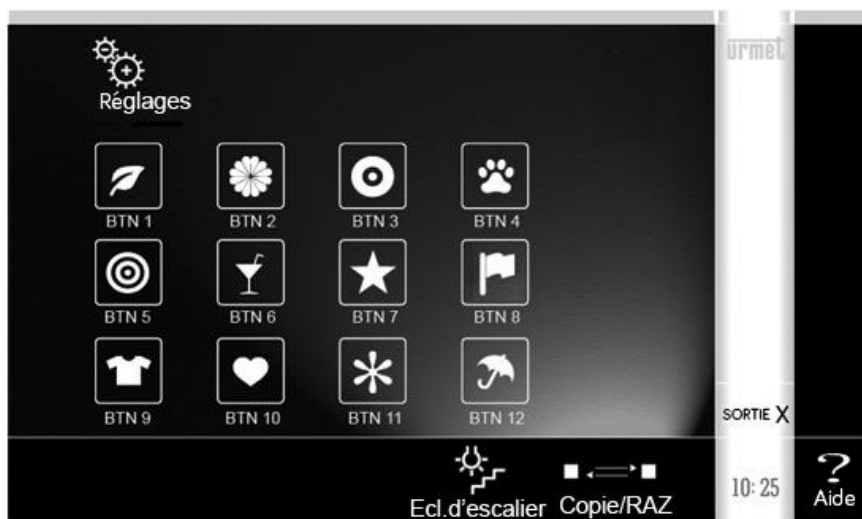 urmet
Réglages
BTN 1 BTN 2 BTN 3 BTN 4
BTN 5 BTN 6 BTN 7 BTN 8
BTN 9 BTN 10 BTN 11 BTN 12
SORTIE X
Ecl.d'escalier Copie/RAZ 10:25 Aide